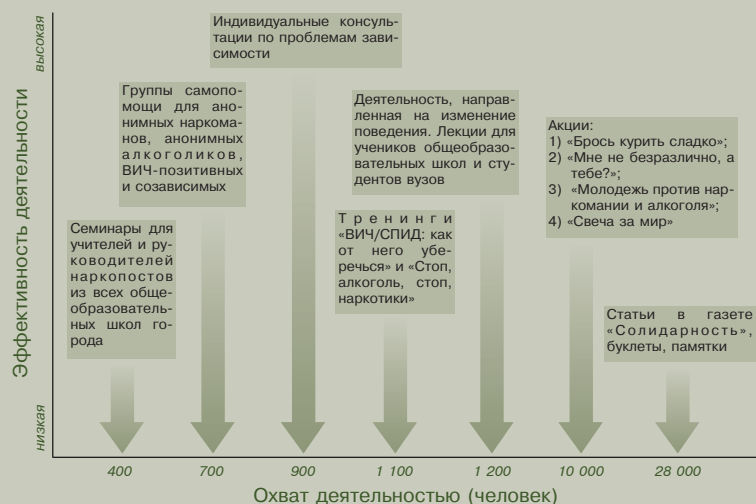 высокая
Эффективность деятельности
низкая
Индивидуальные консуль-
тации по проблемам зави-
симости
Группы самопо-
мощи для ано-
нимных наркома-
нов, анонимных
алкоголиков,
ВИЧ-позитивных
и созависимых
Деятельность, направ-
ленная на изменение
поведения. Лекции для
учеников общеобразо-
вательных школ и сту-
дентов вузов
Акции:
1) «Брось курить сладко»;
2) «Мне не безразлично, а
тебе?»;
3) «Молодежь против нар-
комании и алкоголя»;
4) «Свеча за мир»
Семинары для
учителей и ру-
ководителей
наркопостов
из всех обще-
образователь-
ных школ го-
рода
Тренинги
«ВИЧ/СПИД: как
от него убе-
речься» и «Стоп,
алкоголь, стоп,
наркотики»
Статьи в газете
«Солидарность»,
буклеты, памятки
400
700
900
1 100
1 200
10 000
28 000
Охват деятельностью (человек)